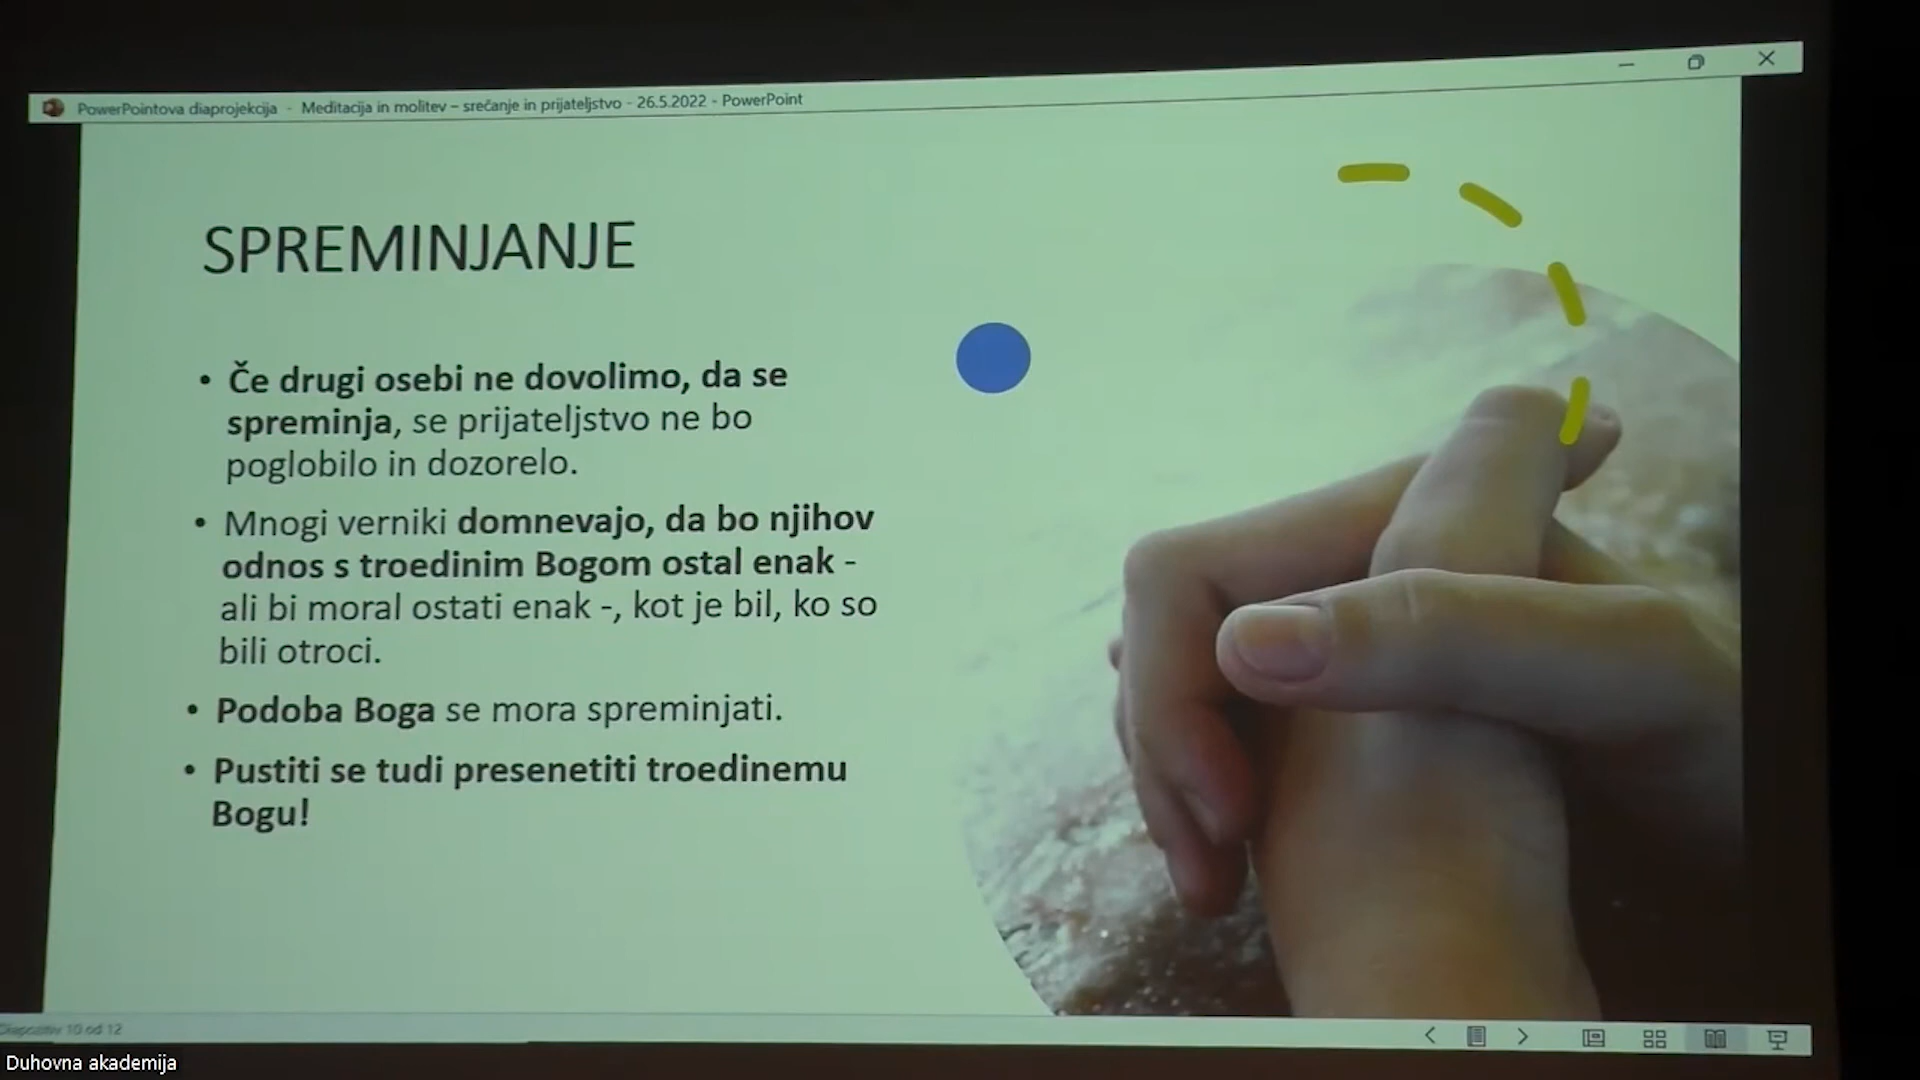 PowerPointova diaprojekcija - Meditacija in molitev – srečanje in prijateljstvo - 26.5.2022 - PowerPoint
SPREMINJANJE
• Če drugi osebi ne dovolimo, da se
spreminja, se prijateljstvo ne bo
poglobilo in dozorelo.
• Mnogi verniki domnevajo, da bo njihov
odnos s troedinim Bogom ostal enak -
ali bi moral ostati enak -, kot je bil, ko so
bili otroci.
• Podoba Boga se mora spreminjati.
• Pustiti se tudi presenetiti troedinemu
Bogu!
Diapozitiv 10 od 12
Duhovna akademija